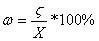 ω = ς/X *100%